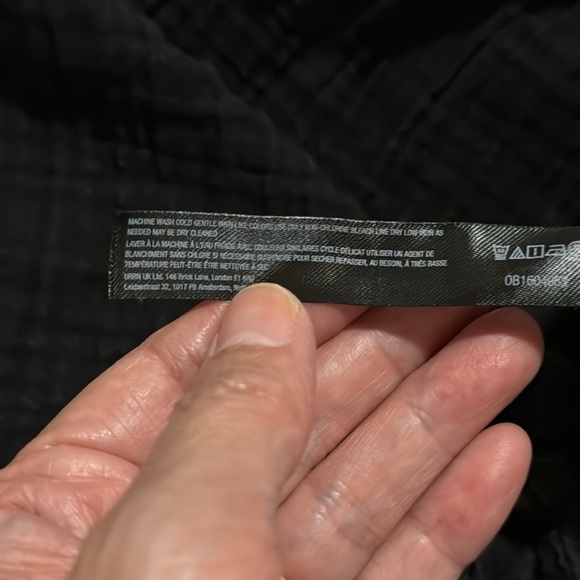 MACHINE WASH COLD GENTLE WITH LIKE COLORS USE ONLY NON-CHLORINE BLEACH LINE DRY LOW IRON AS
NEEDED MAY BE DRY CLEANED
LAVER À LA MACHINE À L'EAU FROIDE AVEC COULEURS SIMILAIRES CYCLE DÉLICAT UTILISER UN AGENT DE
BLANCHIMENT SANS CHLORE SI NÉCESSAIRE SUSPENDRE POUR SECHER REPASSER, AU BESOIN, À TRÈS BASSE
TEMPÉRATURE PEUT-ÊTRE ÊTRE NETTOYÉE À SEC
URBN UK Ltd. 146 Brick Lane, London E1 6RU
Leidsestraat 32, 1017 PB Amsterdam,